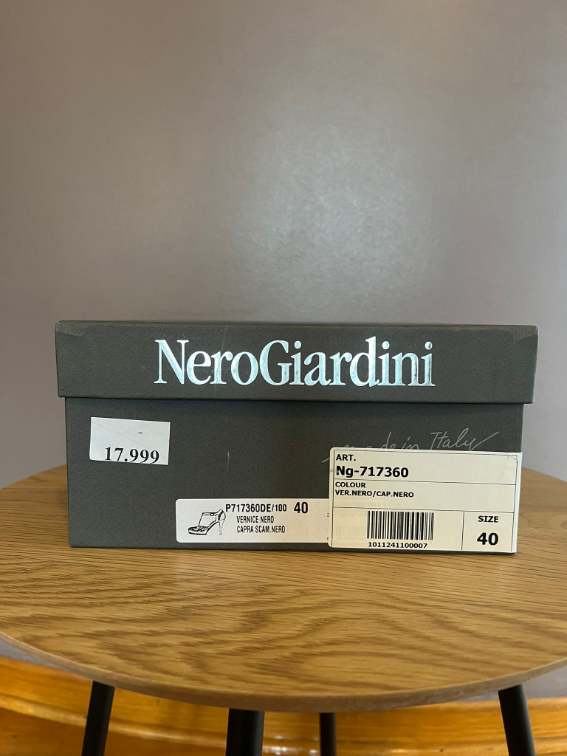 NeroGiardini
made in Italy
17.999
ART.
Ng-717360
COLOUR
VER.NERO/CAP.NERO
1011241100007
SIZE
40
P717360DE/100 40
VERNICE NERO
CAPRA SCAM.NERO